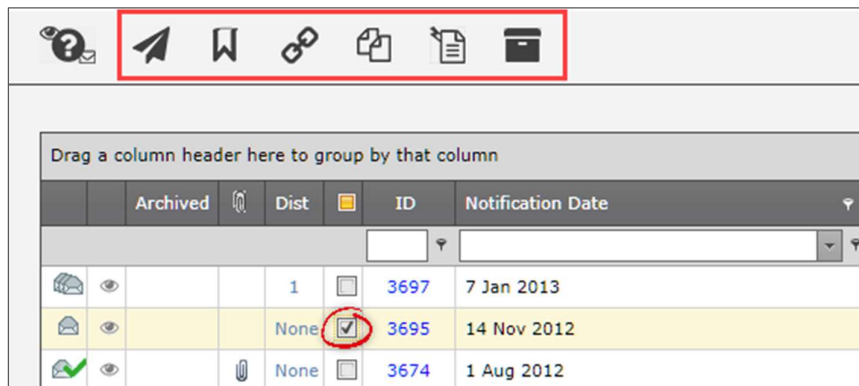 Drag a column header here to group by that column
Archived Dist ID Notification Date
1 3697 7 Jan 2013
None 3695 14 Nov 2012
None 3674 1 Aug 2012